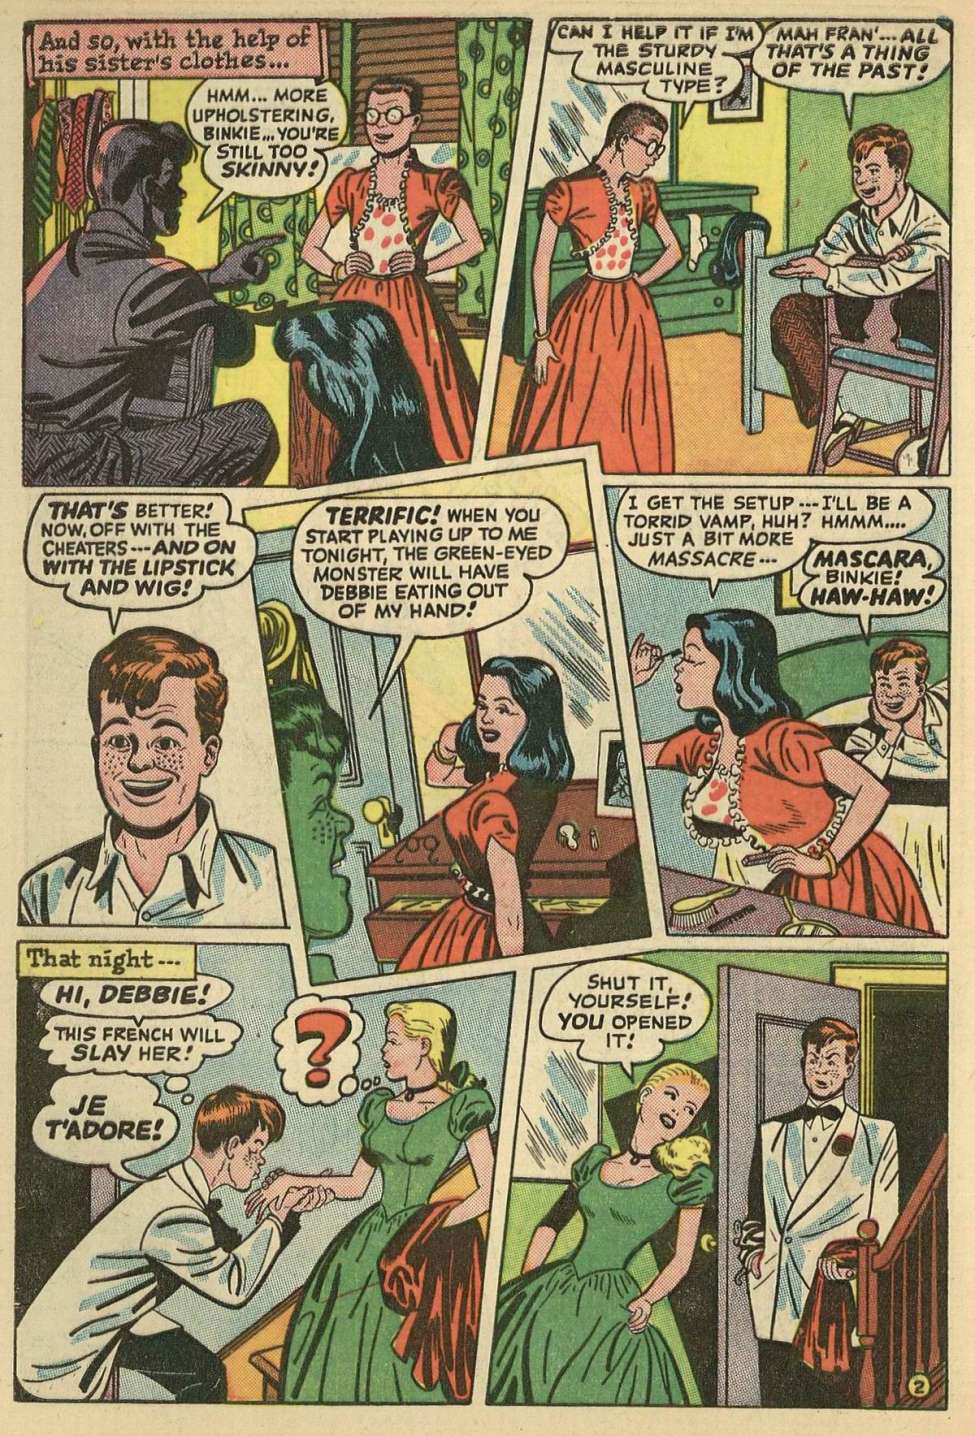 And so, with the help of
his sister's clothes...
HMM... MORE
UPHOLSTERING,
BINKIE... YOU'RE
STILL TOO
SKINNY!
CAN I HELP IT IF I'M
THE STURDY
MASCULINE
TYPE?
MAH FRAN'... ALL
THAT'S A THING
OF THE PAST!
THAT'S BETTER!
NOW, OFF WITH THE
CHEATERS---AND ON
WITH THE LIPSTICK
AND WIG!
TERRIFIC! WHEN YOU
START PLAYING UP TO ME
TONIGHT, THE GREEN-EYED
MONSTER WILL HAVE
DEBBIE EATING OUT
OF MY HAND!
I GET THE SETUP---I'LL BE A
TORRID VAMP, HUH? HMMM....
JUST A BIT MORE
MASSACRE---
MASCARA,
BINKIE!
HAW-HAW!
That night---
HI, DEBBIE!
THIS FRENCH WILL
SLAY HER!
JE
T'ADORE!
?
SHUT IT,
YOURSELF!
YOU OPENED
IT!
2